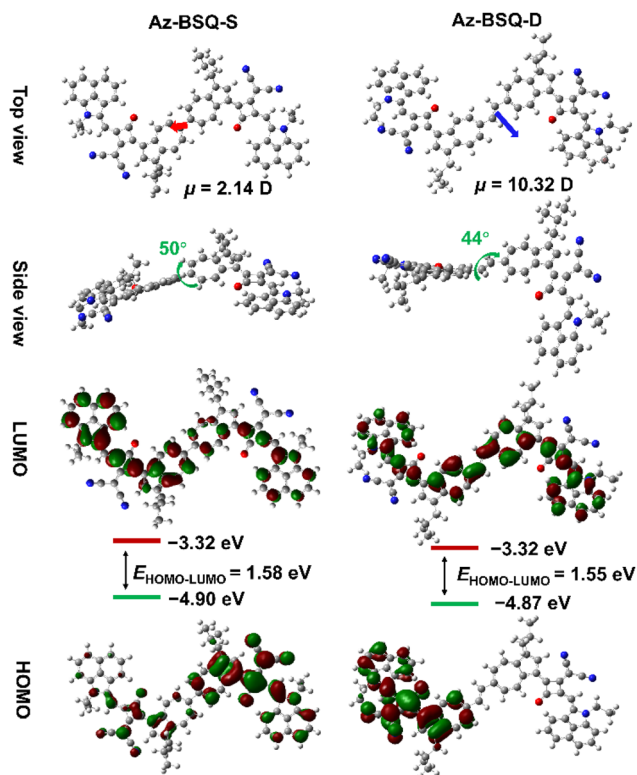 Az-BSQ-S
Az-BSQ-D
Top view
μ = 2.14 D
μ = 10.32 D
Side view
50°
44°
LUMO
−3.32 eV
−3.32 eV
EHOMO-LUMO = 1.58 eV
EHOMO-LUMO = 1.55 eV
−4.90 eV
−4.87 eV
HOMO